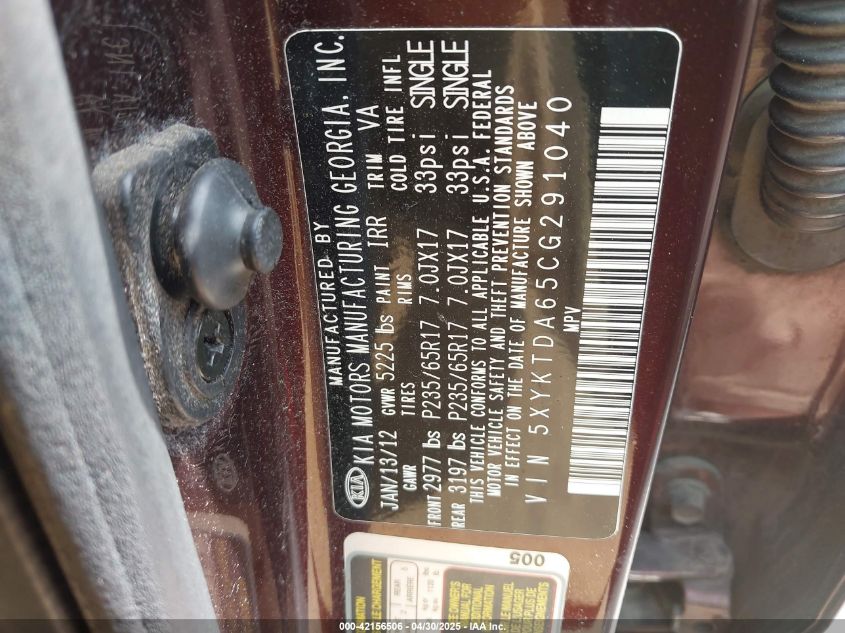 MANUFACTURED BY
KIA KIA MOTORS MANUFACTURING GEORGIA, INC.
JAN/13/12 GVWR 5225 lbs PAINT IRR TRIM VA
GAWR TIRES RIMS COLD TIRE INFL
FRONT 2977 lbs P235/65R17 7.0JX17 33psi SINGLE
REAR 3197 lbs P235/65R17 7.0JX17 33psi SINGLE
THIS VEHICLE CONFORMS TO ALL APPLICABLE U.S.A. FEDERAL
MOTOR VEHICLE SAFETY AND THEFT PREVENTION STANDARDS
IN EFFECT ON THE DATE OF MANUFACTURE SHOWN ABOVE
VIN 5XYKTDA65CG291040
MPV
005
REAR
ARRIERE
000-42156506 - 04/30/2025 - IAA Inc.